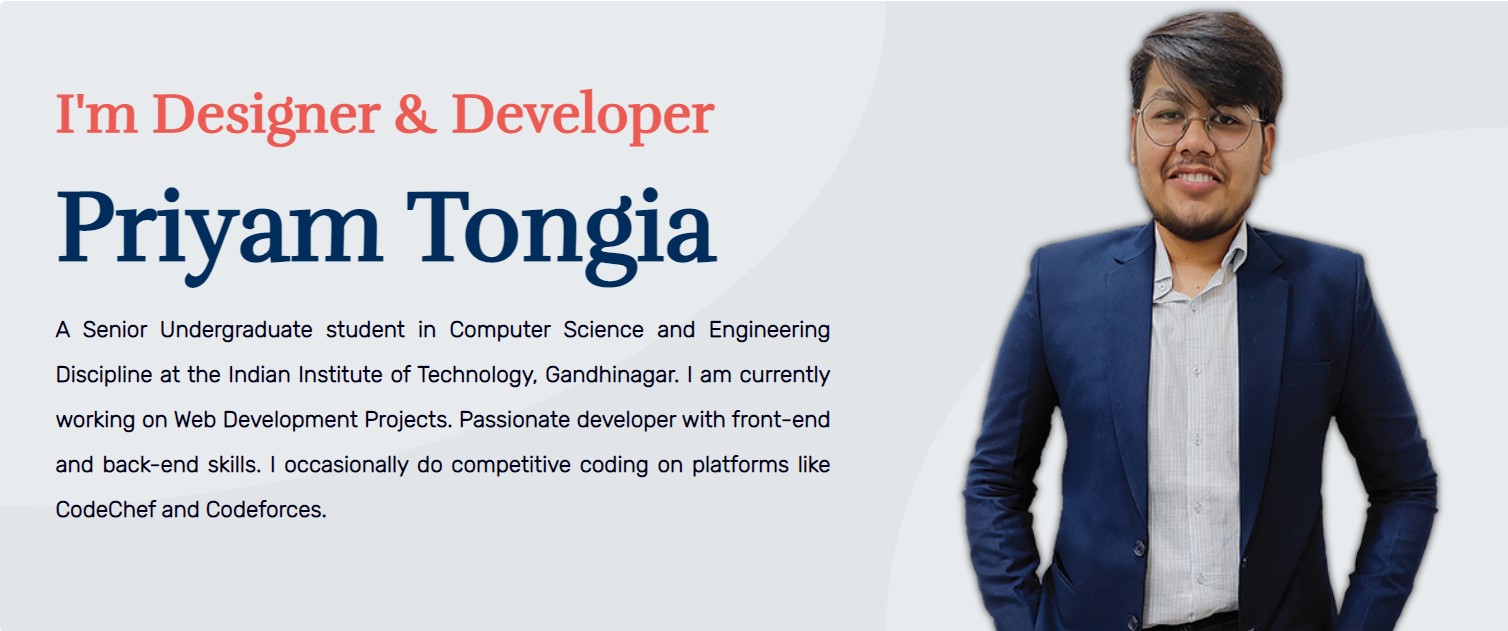 I'm Designer & Developer
Priyam Tongia
A Senior Undergraduate student in Computer Science and Engineering
Discipline at the Indian Institute of Technology, Gandhinagar. I am currently
working on Web Development Projects. Passionate developer with front-end
and back-end skills. I occasionally do competitive coding on platforms like
CodeChef and Codeforces.